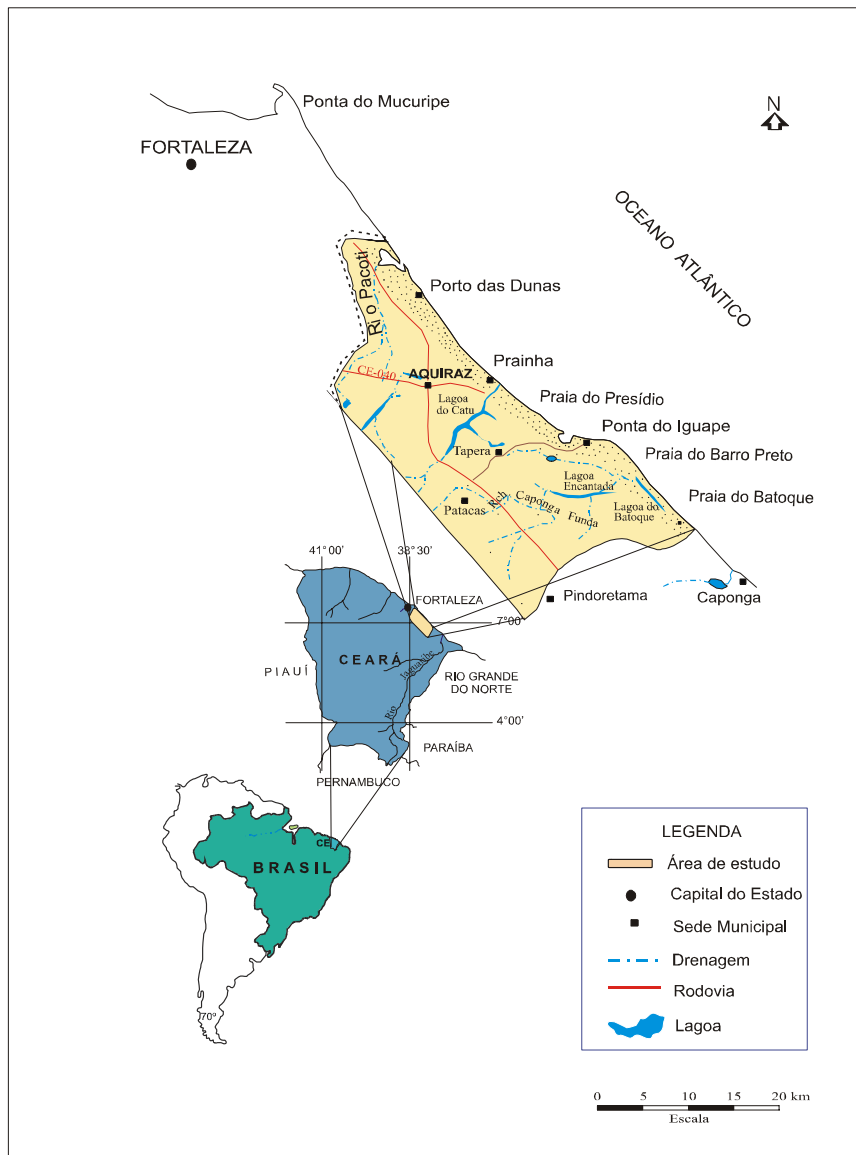 Ponta do Mucuripe
N
FORTALEZA
OCEANO ATLÂNTICO
Ri o Pacoti
Porto das Dunas
Prainha
CE-040
AQUIRAZ
Lagoa
do Catu
Praia do Presídio
Ponta do Iguape
Tapera
Praia do Barro Preto
Lagoa
Encantada
Praia do Batoque
Patacas
Rich
Caponga Funda
Lagoa do
Batoque
Pindoretama
Caponga
41°00'
38°30'
FORTALEZA
7°00'
CEARÁ
PIAUÍ
Rio Jaguaribe
RIO GRANDE
DO NORTE
4°00'
PARAÍBA
PERNAMBUCO
CE
BRASIL
70º
LEGENDA
Área de estudo
Capital do Estado
Sede Municipal
Drenagem
Rodovia
Lagoa
0 5 10 15 20 km
Escala